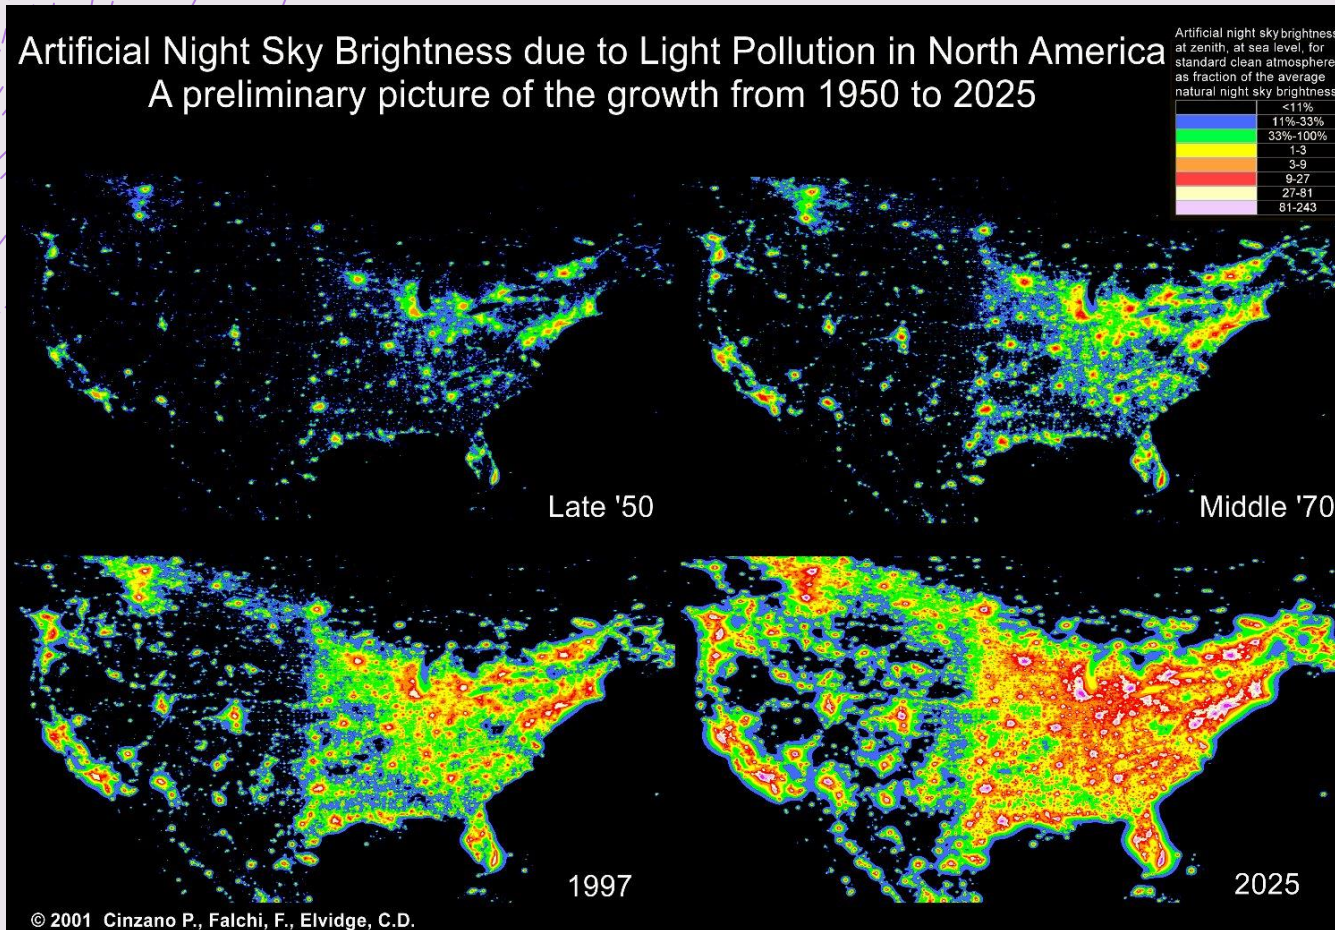 Artificial Night Sky Brightness due to Light Pollution in North America
A preliminary picture of the growth from 1950 to 2025
Artificial night sky brightness
at zenith, at sea level, for
standard clean atmosphere
as fraction of the average
natural night sky brightness
<11%
11%-33%
33%-100%
1-3
3-9
9-27
27-81
81-243
Late '50
Middle '70
1997
2025
© 2001 Cinzano P., Falchi, F., Elvidge, C.D.